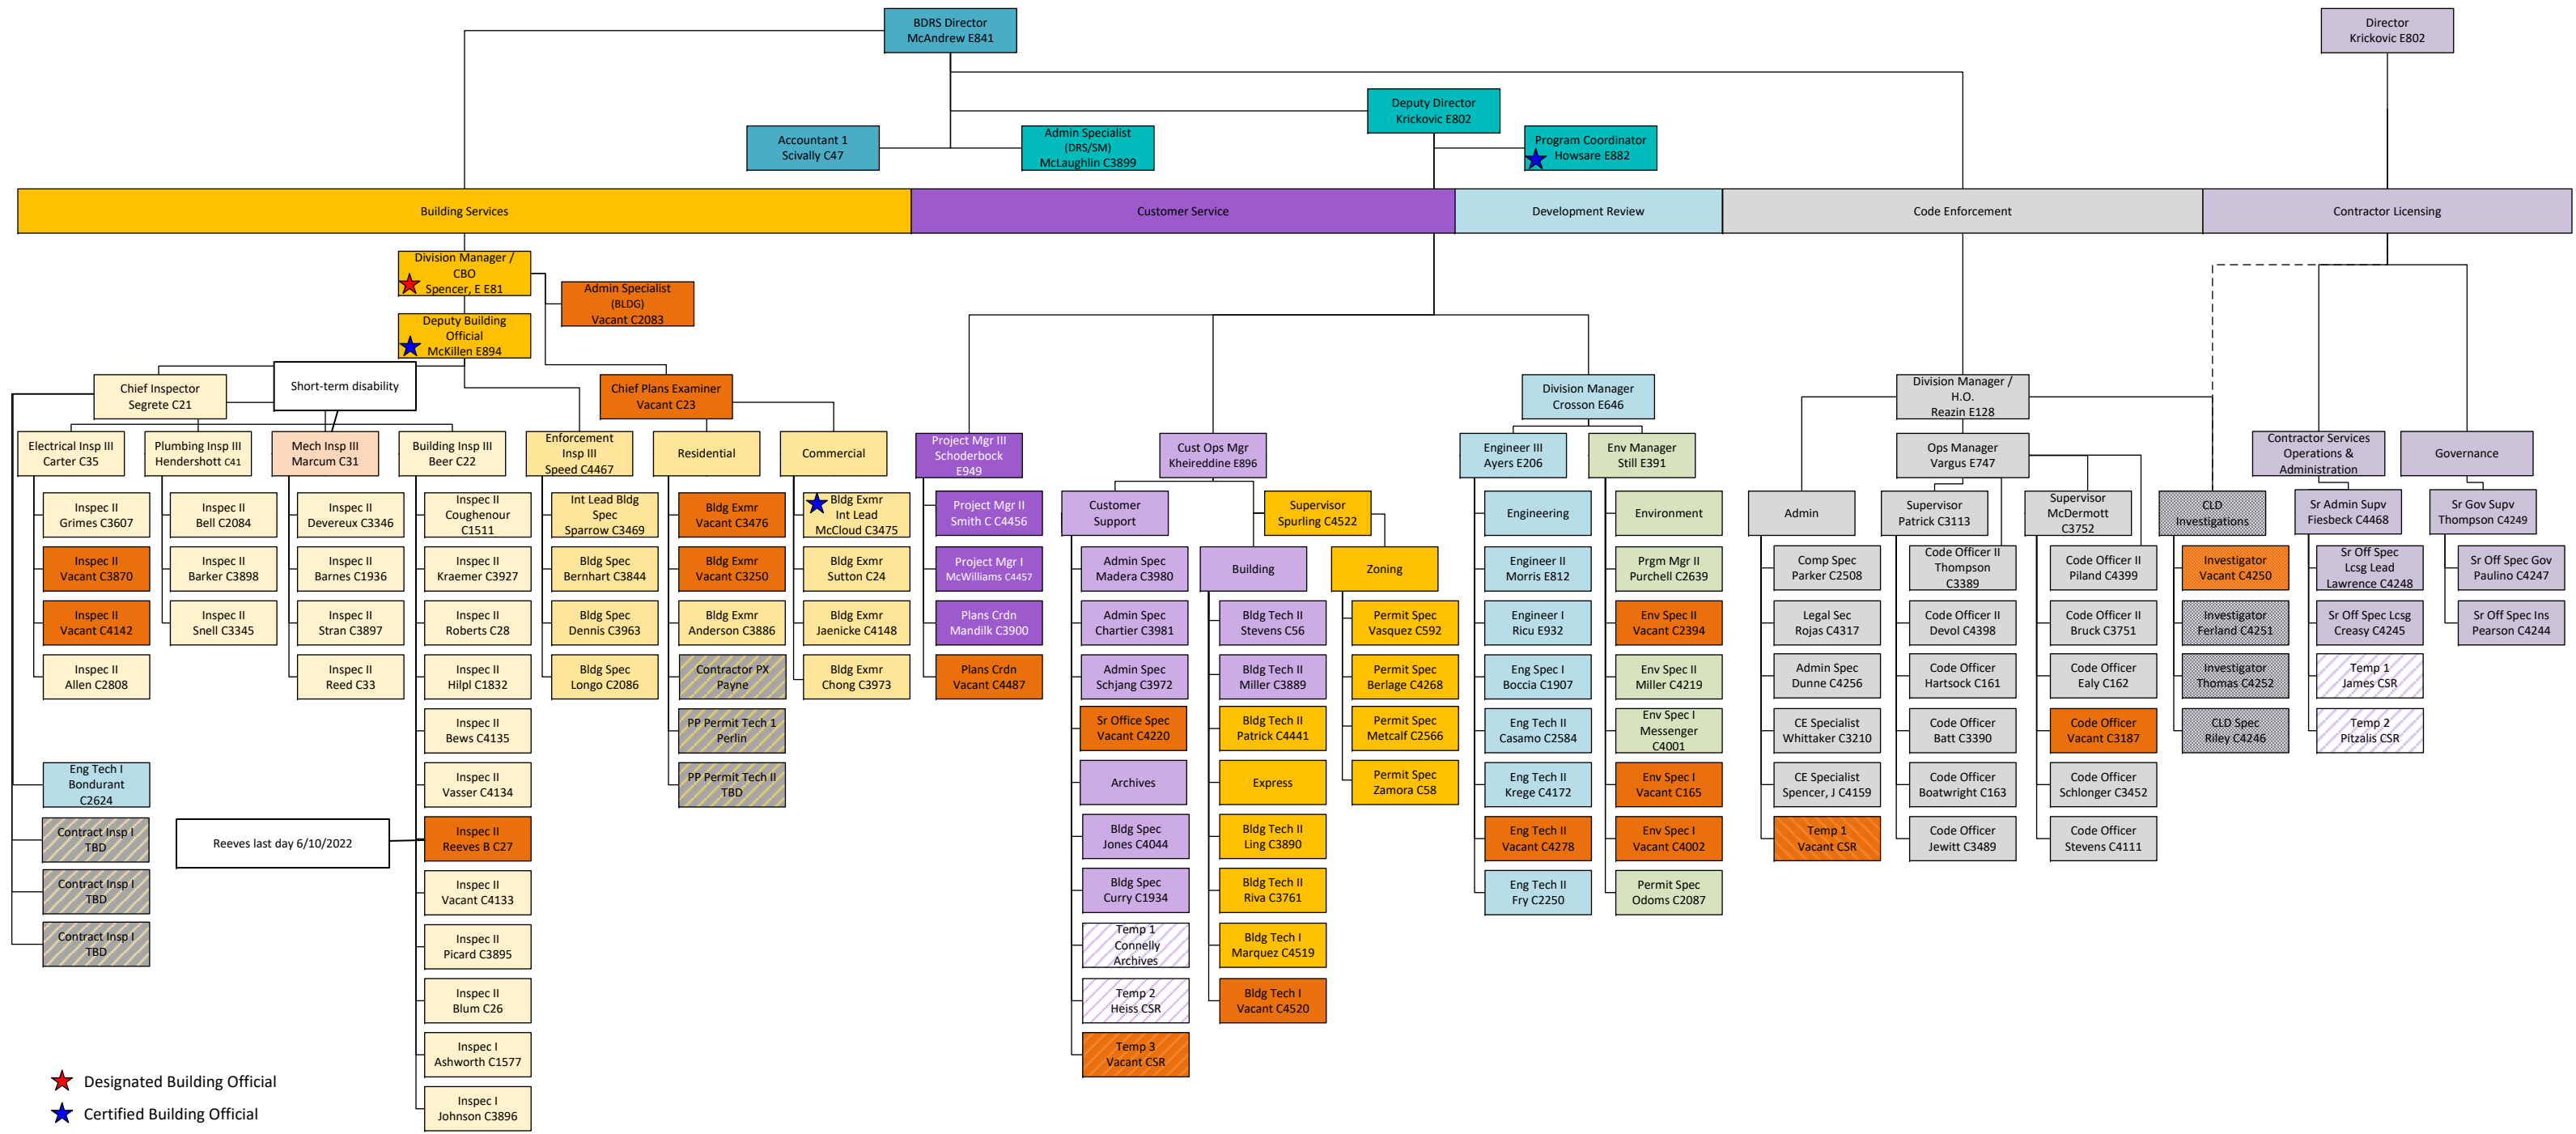 BDRS Director
McAndrew E841
Director
Krickovic E802
Deputy Director
Krickovic E802
Accountant 1
Scivally C47
Admin Specialist
(DRS/SM)
McLaughlin C3899
Program Coordinator
Howsare E882
Building Services
Customer Service
Development Review
Code Enforcement
Contractor Licensing
Division Manager /
CBO
Spencer, E E81
Admin Specialist
(BLDG)
Vacant C2083
Deputy Building
Official
McKillen E894
Short-term disability
Chief Inspector
Segrete C21
Chief Plans Examiner
Vacant C23
Division Manager
Crosson E646
Division Manager /
H.O.
Reazin E128
Electrical Insp III
Carter C35
Plumbing Insp III
Hendershott C41
Mech Insp III
Marcum C31
Building Insp III
Beer C22
Enforcement
Insp III
Speed C4467
Residential
Commercial
Project Mgr III
Schoderbock
E949
Cust Ops Mgr
Kheireddine E896
Engineer III
Ayers E206
Env Manager
Still E391
Ops Manager
Vargus E747
Contractor Services
Operations &
Administration
Governance
Inspec II
Grimes C3607
Inspec II
Vacant C3870
Inspec II
Vacant C4142
Inspec II
Allen C2808
Eng Tech I
Bondurant
C2624
Contract Insp I
TBD
Contract Insp I
TBD
Contract Insp I
TBD
Inspec II
Bell C2084
Inspec II
Barker C3898
Inspec II
Snell C3345
Inspec II
Devereux C3346
Inspec II
Barnes C1936
Inspec II
Stran C3897
Inspec II
Reed C33
Inspec II
Coughenour
C1511
Inspec II
Kraemer C3927
Inspec II
Roberts C28
Inspec II
Hilpl C1832
Inspec II
Bews C4135
Inspec II
Vasser C4134
Reeves last day 6/10/2022
Inspec II
Reeves B C27
Inspec II
Vacant C4133
Inspec II
Picard C3895
Inspec II
Blum C26
Inspec I
Ashworth C1577
Inspec I
Johnson C3896
Int Lead Bldg
Spec
Sparrow C3469
Bldg Spec
Bernhart C3844
Bldg Spec
Dennis C3963
Bldg Spec
Longo C2086
Bldg Exmr
Vacant C3476
Bldg Exmr
Vacant C3250
Bldg Exmr
Anderson C3886
Contractor PX
Payne
PP Permit Tech 1
Perlin
PP Permit Tech II
TBD
Bldg Exmr
Int Lead
McCloud C3475
Bldg Exmr
Sutton C24
Bldg Exmr
Jaenicke C4148
Bldg Exmr
Chong C3973
Project Mgr II
Smith C C4456
Project Mgr I
McWilliams C4457
Plans Crdn
Mandilk C3900
Plans Crdn
Vacant C4487
Customer
Support
Admin Spec
Madera C3980
Admin Spec
Chartier C3981
Admin Spec
Schjang C3972
Sr Office Spec
Vacant C4220
Archives
Bldg Spec
Jones C4044
Bldg Spec
Curry C1934
Temp 1
Connelly
Archives
Temp 2
Heiss CSR
Temp 3
Vacant CSR
Supervisor
Spurling C4522
Building
Bldg Tech II
Stevens C56
Bldg Tech II
Miller C3889
Bldg Tech II
Patrick C4441
Express
Bldg Tech II
Ling C3890
Bldg Tech II
Riva C3761
Bldg Tech I
Marquez C4519
Bldg Tech I
Vacant C4520
Zoning
Permit Spec
Vasquez C592
Permit Spec
Berlage C4268
Permit Spec
Metcalf C2566
Permit Spec
Zamora C58
Engineering
Engineer II
Morris E812
Engineer I
Ricu E932
Eng Spec I
Boccia C1907
Eng Tech II
Casamo C2584
Eng Tech II
Krege C4172
Eng Tech II
Vacant C4278
Eng Tech II
Fry C2250
Environment
Prgm Mgr II
Purchell C2639
Env Spec II
Vacant C2394
Env Spec II
Miller C4219
Env Spec I
Messenger
C4001
Env Spec I
Vacant C165
Env Spec I
Vacant C4002
Permit Spec
Odoms C2087
Admin
Comp Spec
Parker C2508
Legal Sec
Rojas C4317
Admin Spec
Dunne C4256
CE Specialist
Whittaker C3210
CE Specialist
Spencer, J C4159
Temp 1
Vacant CSR
Supervisor
Patrick C3113
Code Officer II
Thompson
C3389
Code Officer II
Devol C4398
Code Officer
Hartsock C161
Code Officer
Batt C3390
Code Officer
Boatwright C163
Code Officer
Jewitt C3489
Supervisor
McDermott
C3752
Code Officer II
Piland C4399
Code Officer II
Bruck C3751
Code Officer
Ealy C162
Code Officer
Vacant C3187
Code Officer
Schlonger C3452
Code Officer
Stevens C4111
CLD
Investigations
Investigator
Vacant C4250
Investigator
Ferland C4251
Investigator
Thomas C4252
CLD Spec
Riley C4246
Sr Admin Supv
Fiesbeck C4468
Sr Off Spec
Lcsg Lead
Lawrence C4248
Sr Off Spec Lcsg
Creasy C4245
Temp 1
James CSR
Temp 2
Pitzalis CSR
Sr Gov Supv
Thompson C4249
Sr Off Spec Gov
Paulino C4247
Sr Off Spec Ins
Pearson C4244
Designated Building Official
Certified Building Official